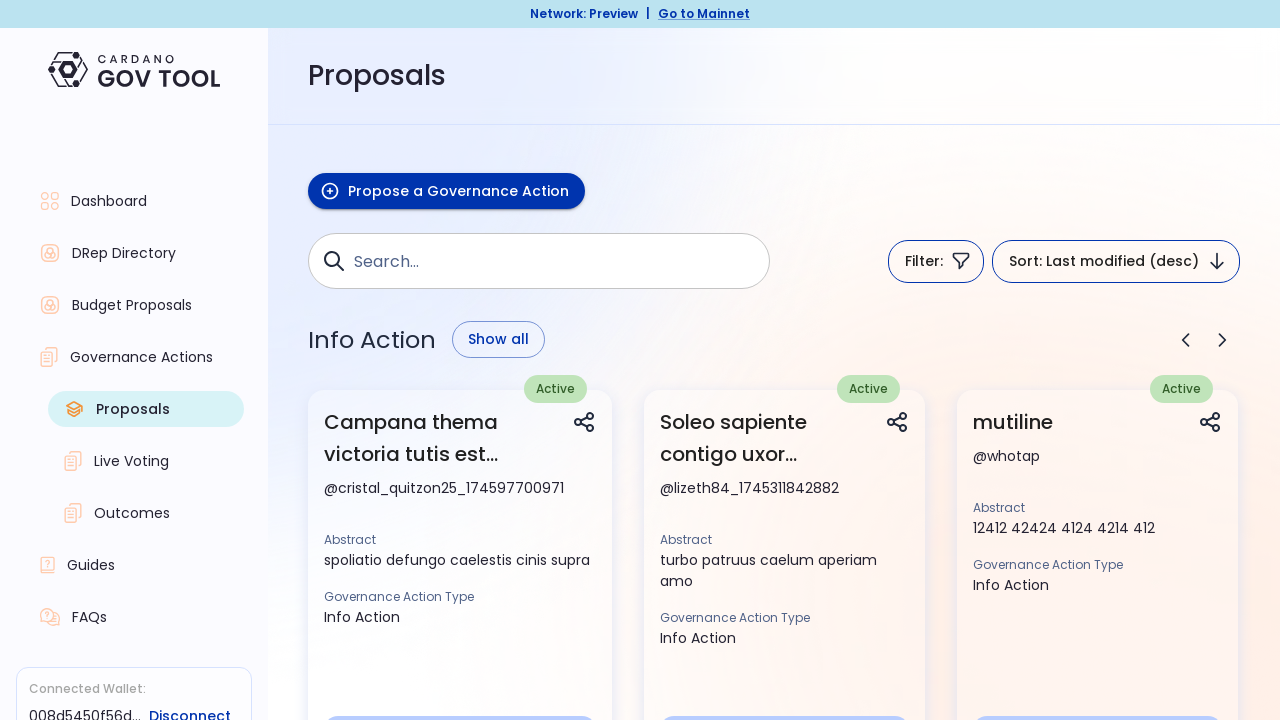 Network: Preview | Go to Mainnet
CARDANO
GOV TOOL
Proposals
Dashboard
DRep Directory
Budget Proposals
Governance Actions
Proposals
Live Voting
Outcomes
Guides
FAQs
Connected Wallet:
008d5450f56d... Disconnect
Propose a Governance Action
Search...
Filter:
Sort: Last modified (desc)
Info Action
Show all
Active
Campana thema
victoria tutis est...
@cristal_quitzon25_174597700971
Abstract
spoliatio defungo caelestis cinis supra
Governance Action Type
Info Action
Active
Soleo sapiente
contigo uxor...
@lizeth84_1745311842882
Abstract
turbo patruus caelum aperiam
amo
Governance Action Type
Info Action
Active
mutiline
@whotap
Abstract
12412 42424 4124 4214 412
Governance Action Type
Info Action